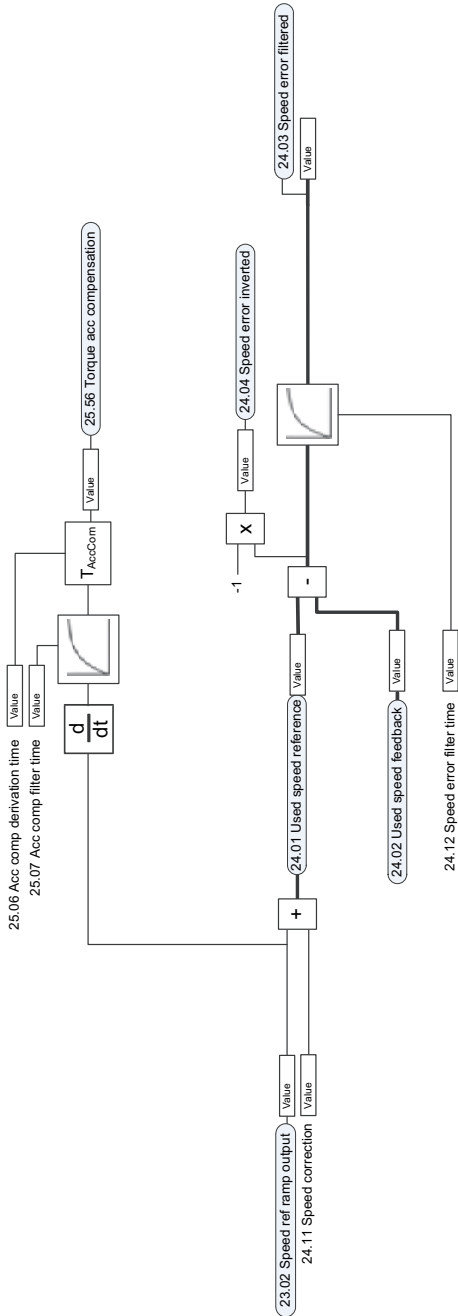 25.06 Acc comp derivation time
Value
25.07 Acc comp filter time
Value
d
dt
TAccCom
Value
25.56 Torque acc compensation
23.02 Speed ref ramp output
Value
24.11 Speed correction
Value
+
24.01 Used speed reference
Value
-1
X
Value
24.04 Speed error inverted
-
24.02 Used speed feedback
Value
24.12 Speed error filter time
Value
24.03 Speed error filtered
Value